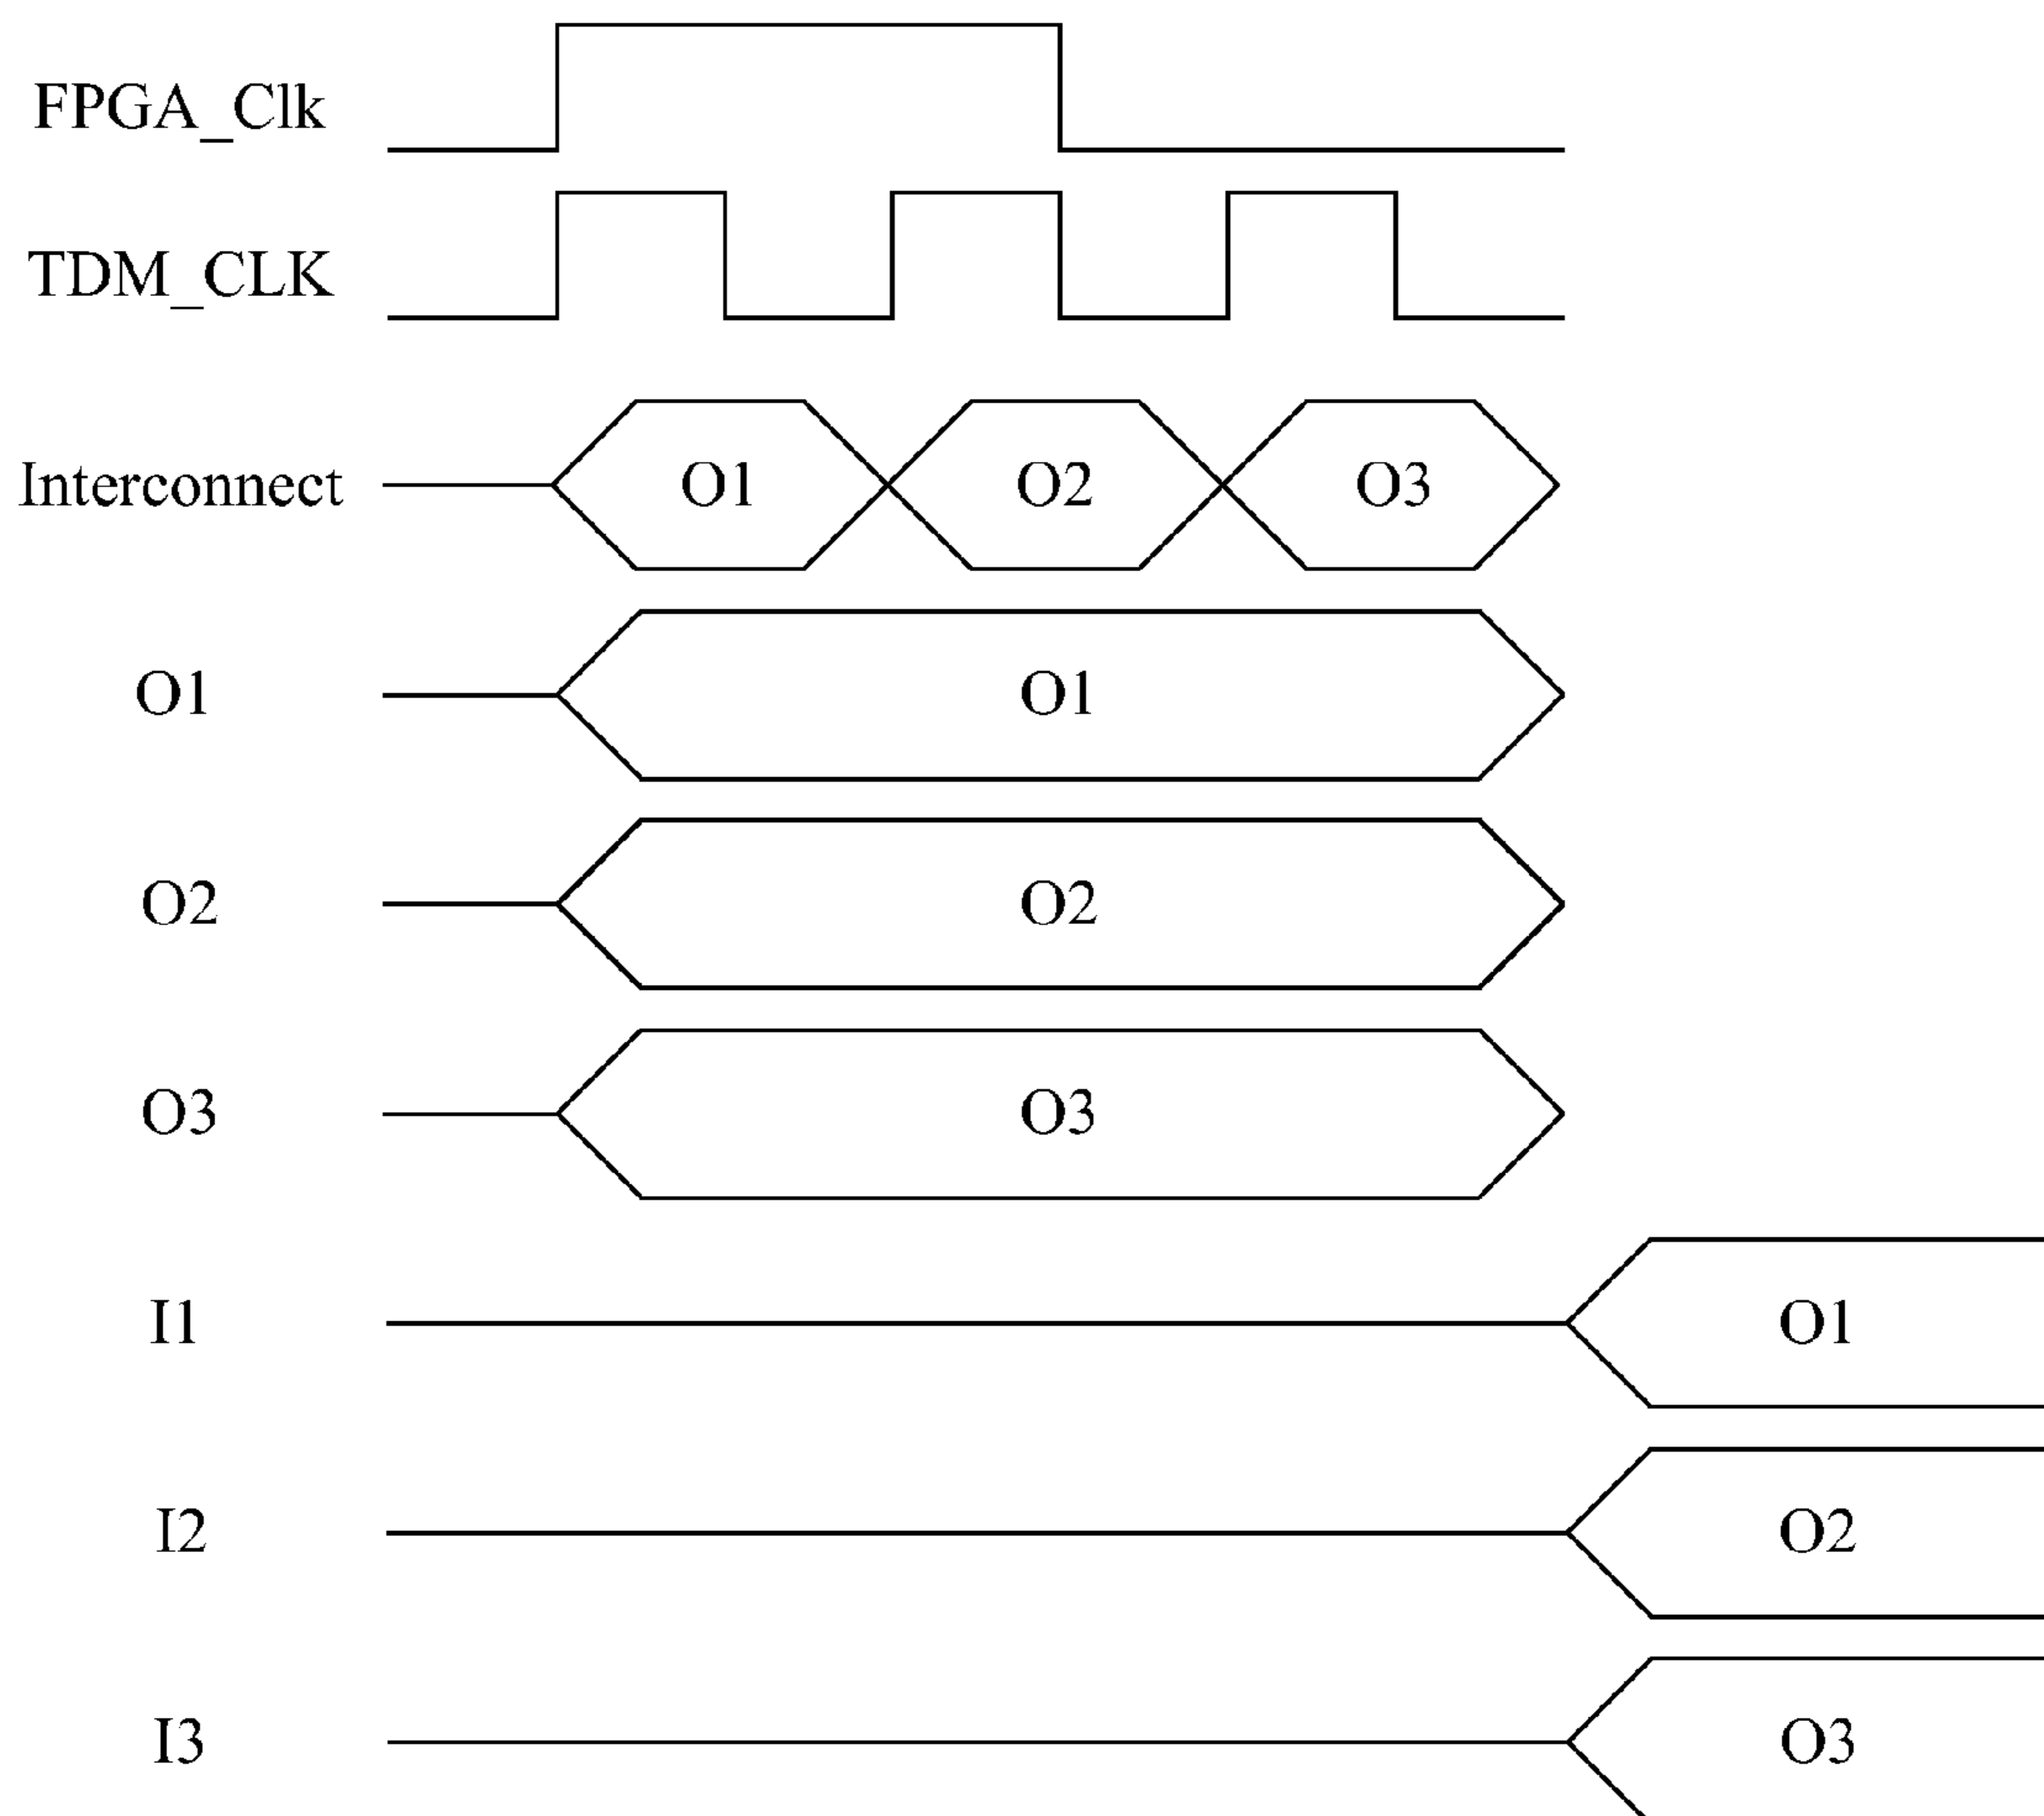 FPGA_Clk
TDM_CLK
Interconnect O1 O2 O3
O1 O1
O2 O2
O3 O3
I1 O1
I2 O2
I3 O3